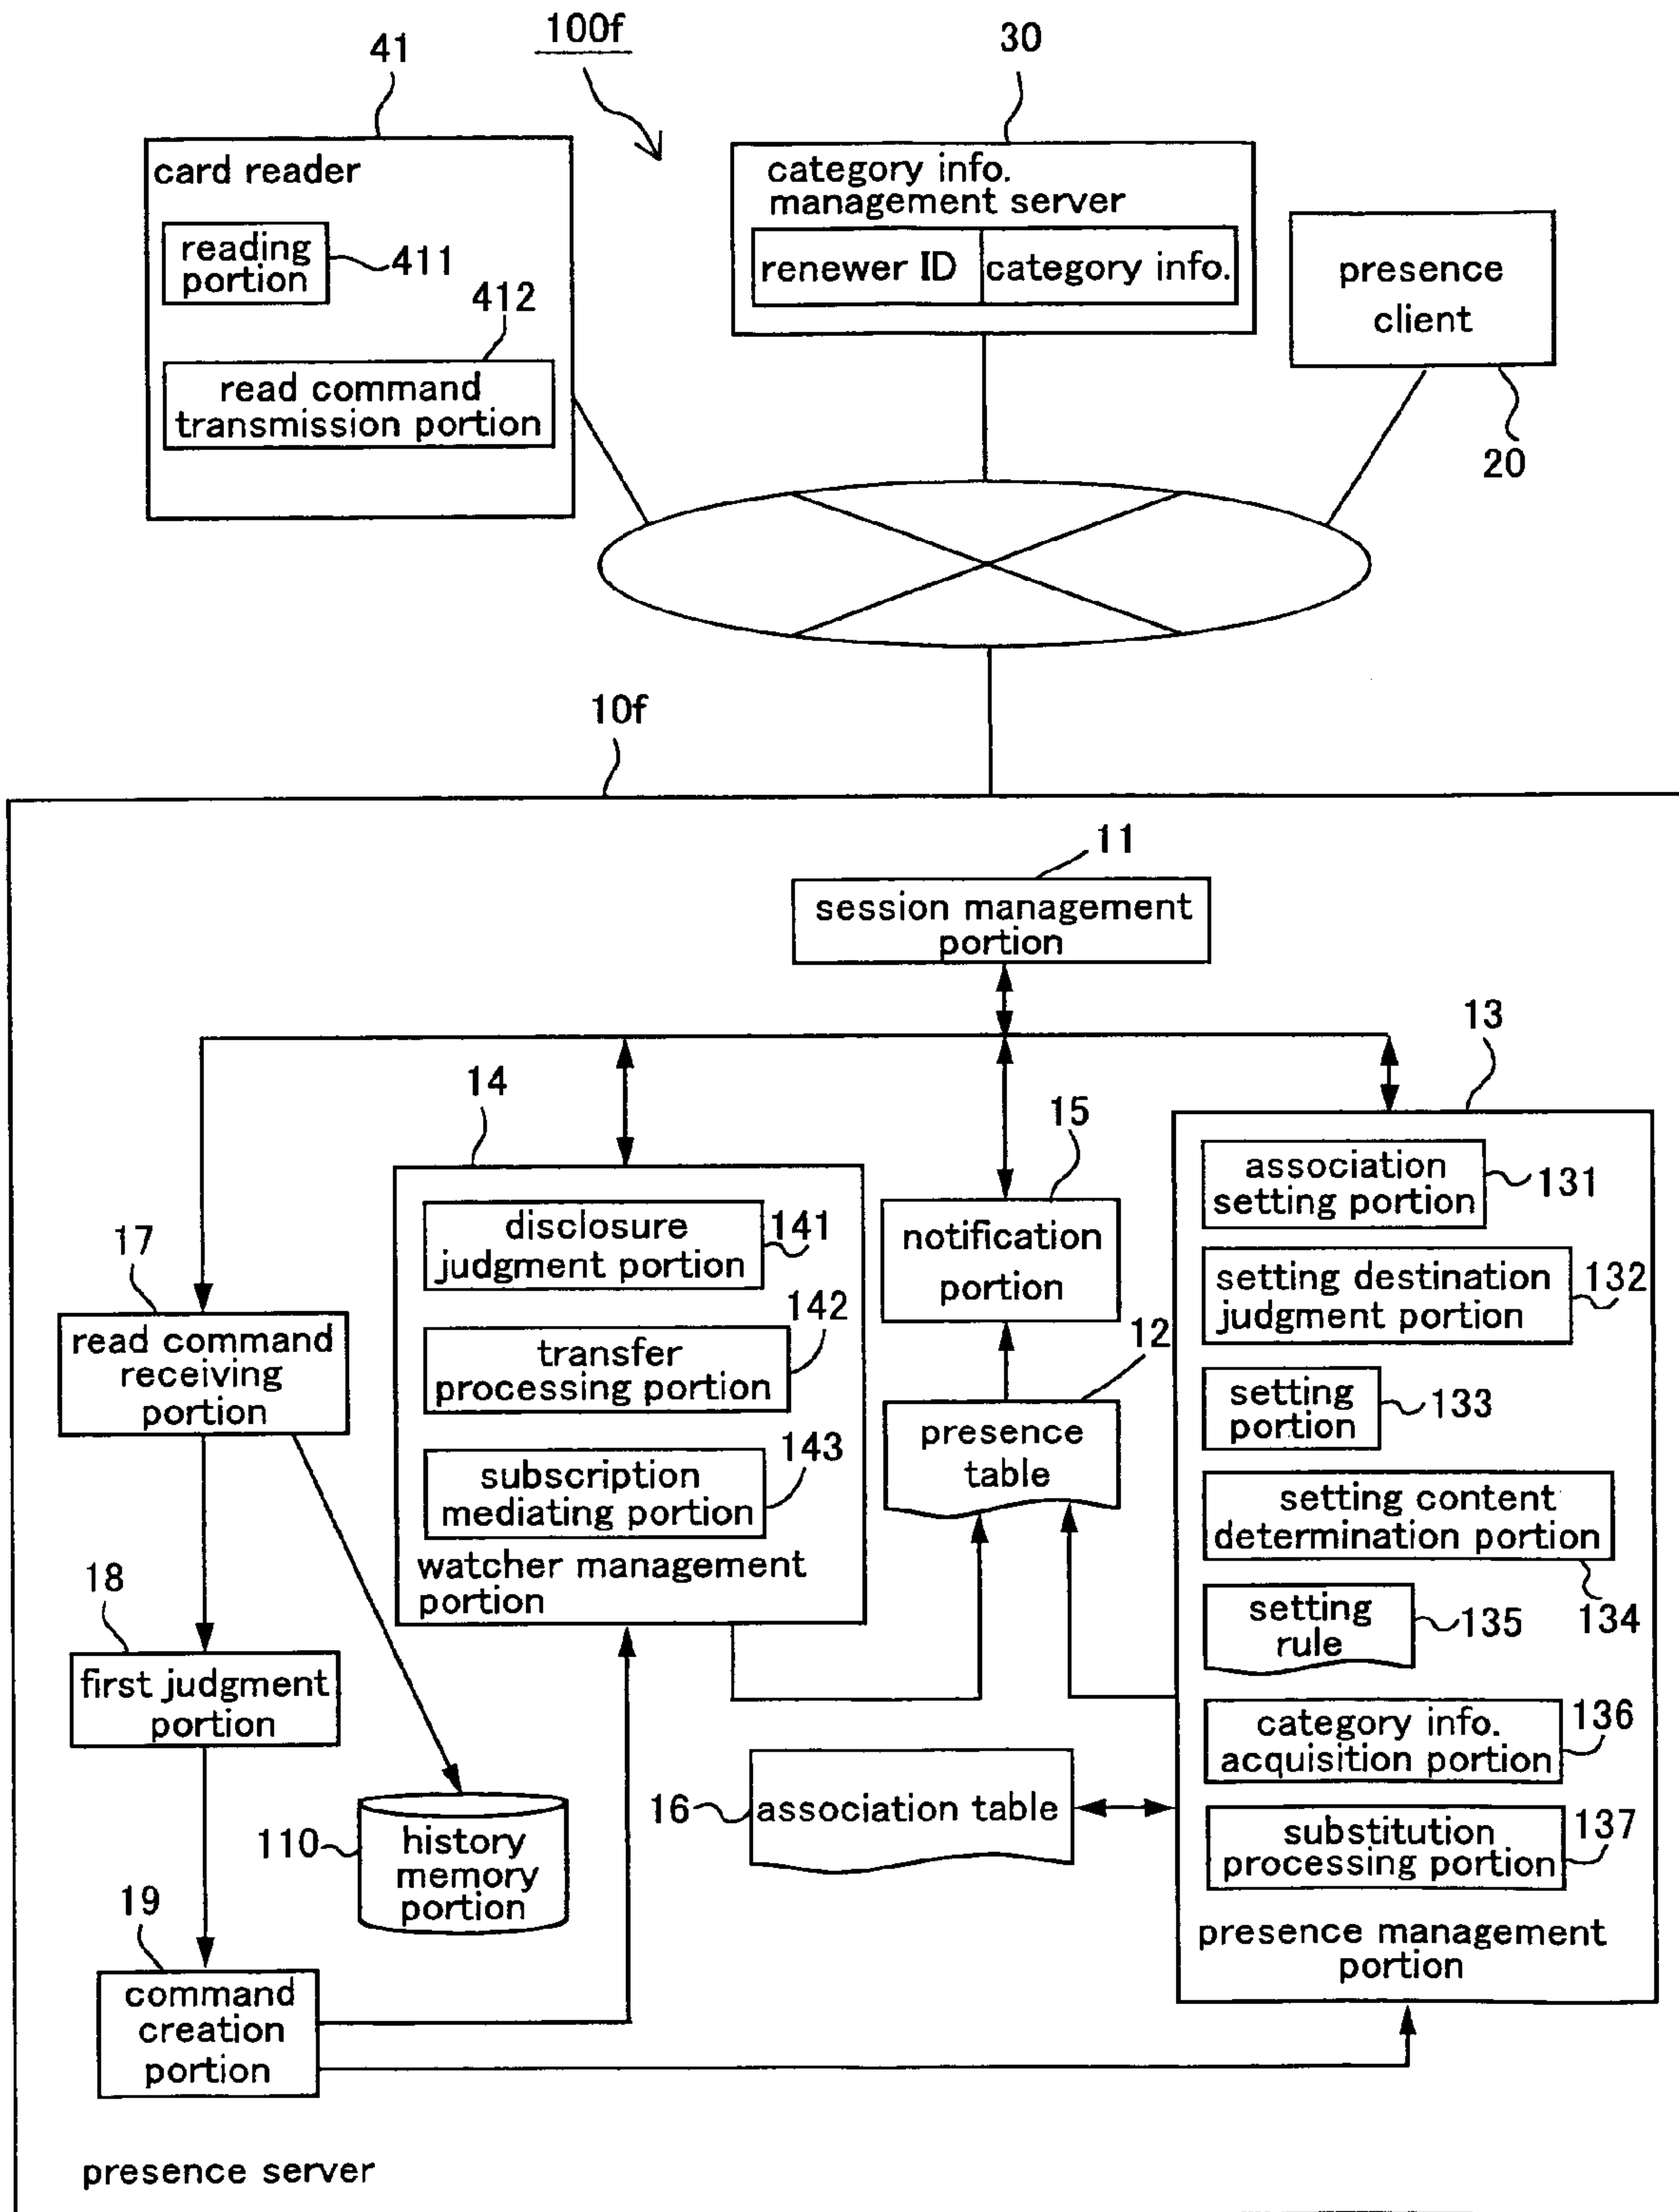 100f
41
30
card reader
reading
portion
411
412
read command
transmission portion
category info.
management server
renewer ID
category info.
presence
client
20
10f
11
session management
portion
13
14
15
17
read command
receiving
portion
disclosure
judgment portion
141
transfer
processing portion
142
subscription
mediating portion
143
watcher management
portion
notification
portion
12
presence
table
association
setting portion
131
setting destination
judgment portion
132
setting
portion
133
setting content
determination portion
134
setting
rule
135
category info.
acquisition portion
136
substitution
processing portion
137
presence management
portion
18
first judgment
portion
16
association table
110
history
memory
portion
19
command
creation
portion
presence server